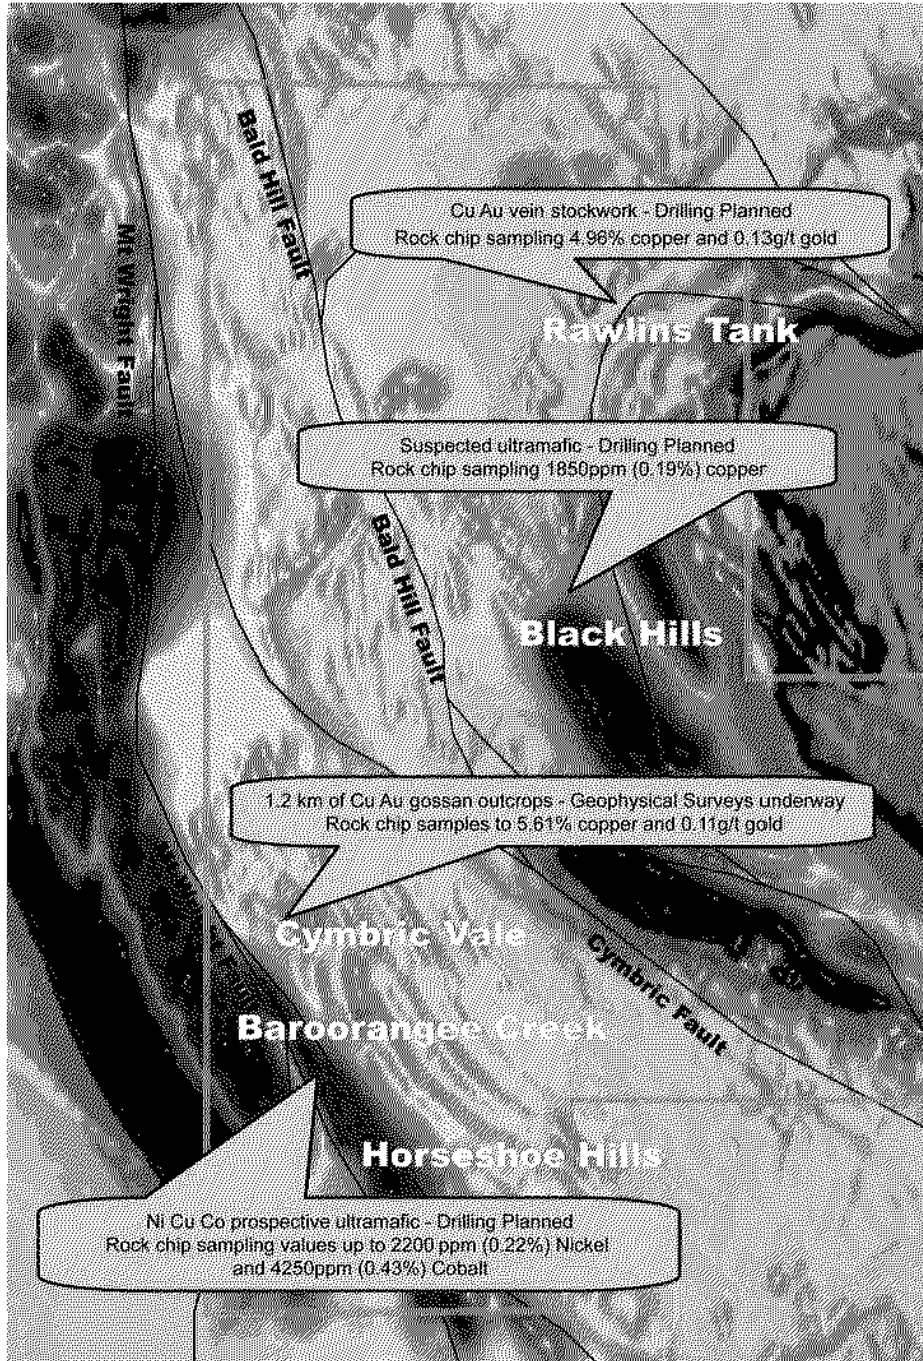 Bald Hill Fault
Cu Au vein stockwork - Drilling Planned
Rock chip sampling 4.96% copper and 0.13g/t gold
Mt Wright Fault
Rawlins Tank
Suspected ultramafic - Drilling Planned
Rock chip sampling 1850ppm (0.19%) copper
Bald Hill Fault
Black Hills
1.2 km of Cu Au gossan outcrops - Geophysical Surveys underway
Rock chip samples to 5.61% copper and 0.11g/t gold
Cymbric Vale
Cymbric Fault
Fault
Baroorangee Creek
Horseshoe Hills
Ni Cu Co prospective ultramafic - Drilling Planned
Rock chip sampling values up to 2200 ppm (0.22%) Nickel
and 4250ppm (0.43%) Cobalt